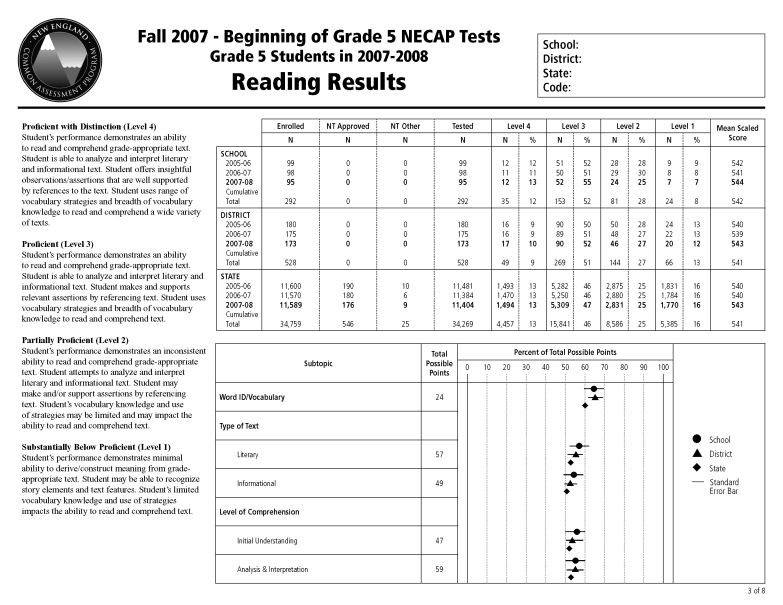 NEW ENGLAND
COMMON ASSESSMENT PROGRAM
Fall 2007 - Beginning of Grade 5 NECAP Tests
Grade 5 Students in 2007-2008
Reading Results
School:
District:
State:
Code:
Proficient with Distinction (Level 4)
Student's performance demonstrates an ability
to read and comprehend grade-appropriate text.
Student is able to analyze and interpret literary
and informational text. Student offers insightful
observations/assertions that are well supported
by references to the text. Student uses range of
vocabulary strategies and breadth of vocabulary
knowledge to read and comprehend a wide variety
of texts.
Proficient (Level 3)
Student's performance demonstrates an ability
to read and comprehend grade-appropriate text.
Student is able to analyze and interpret literary and
informational text. Student makes and supports
relevant assertions by referencing text. Student uses
vocabulary strategies and breadth of vocabulary
knowledge to read and comprehend text.
Partially Proficient (Level 2)
Student's performance demonstrates an inconsistent
ability to read and comprehend grade-appropriate
text. Student attempts to analyze and interpret
literary and informational text. Student may
make and/or support assertions by referencing
text. Student's vocabulary knowledge and use
of strategies may be limited and may impact the
ability to read and comprehend text.
Substantially Below Proficient (Level 1)
Student's performance demonstrates minimal
ability to derive/construct meaning from grade-
appropriate text. Student may be able to recognize
story elements and text features. Student's limited
vocabulary knowledge and use of strategies
impacts the ability to read and comprehend text.
Enrolled NT Approved NT Other Tested Level 4 Level 3 Level 2 Level 1 Mean Scaled
Score
N N N N N % N % N % N %
SCHOOL
2005-06 99 0 0 99 12 12 51 52 28 28 9 9 542
2006-07 98 0 0 98 11 11 50 51 29 30 8 8 541
2007-08 95 0 0 95 12 13 52 55 24 25 7 7 544
Cumulative
Total 292 0 0 292 35 12 153 52 81 28 24 8 542
DISTRICT
2005-06 180 0 0 180 16 9 90 50 50 28 24 13 540
2006-07 175 0 0 175 16 9 89 51 48 27 22 13 539
2007-08 173 0 0 173 17 10 90 52 46 27 20 12 543
Cumulative
Total 528 0 0 528 49 9 269 51 144 27 66 13 541
STATE
2005-06 11,600 190 10 11,481 1,493 13 5,282 46 2,875 25 1,831 16 540
2006-07 11,570 180 6 11,384 1,470 13 5,250 46 2,880 25 1,784 16 540
2007-08 11,589 176 9 11,404 1,494 13 5,309 47 2,831 25 1,770 16 543
Cumulative
Total 34,759 546 25 34,269 4,457 13 15,841 46 8,586 25 5,385 16 541
Subtopic
Total
Possible
Points
Percent of Total Possible Points
0 10 20 30 40 50 60 70 80 90 100
Word ID/Vocabulary 24
Type of Text
Literary 57
Informational 49
Level of Comprehension
Initial Understanding 47
Analysis & Interpretation 59
School
District
State
Standard
Error Bar
3 of 8